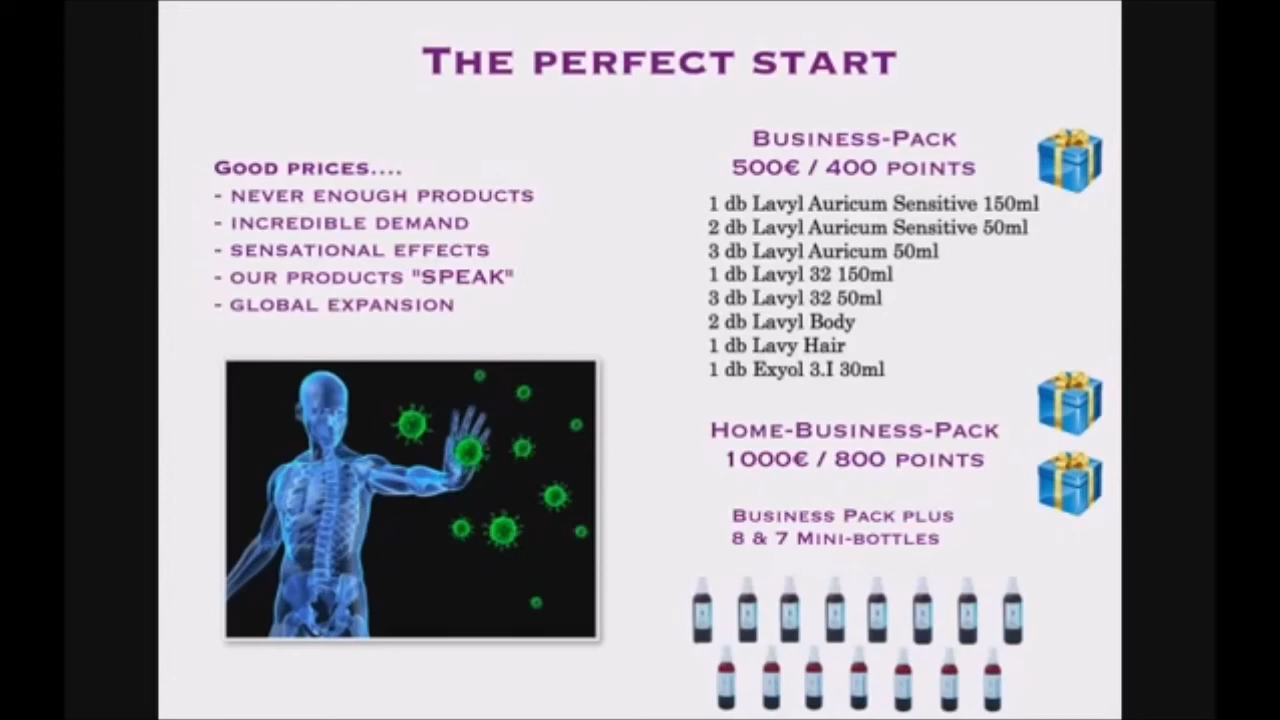 THE PERFECT START
GOOD PRICES....
- NEVER ENOUGH PRODUCTS
- INCREDIBLE DEMAND
- SENSATIONAL EFFECTS
- OUR PRODUCTS "SPEAK"
- GLOBAL EXPANSION
BUSINESS-PACK
500€ / 400 POINTS
1 db Lavyl Auricum Sensitive 150ml
2 db Lavyl Auricum Sensitive 50ml
3 db Lavyl Auricum 50ml
1 db Lavyl 32 150ml
3 db Lavyl 32 50ml
2 db Lavyl Body
1 db Lavy Hair
1 db Exyol 3.I 30ml
HOME-BUSINESS-PACK
1000€ / 800 POINTS
BUSINESS PACK PLUS
8 & 7 MINI-BOTTLES